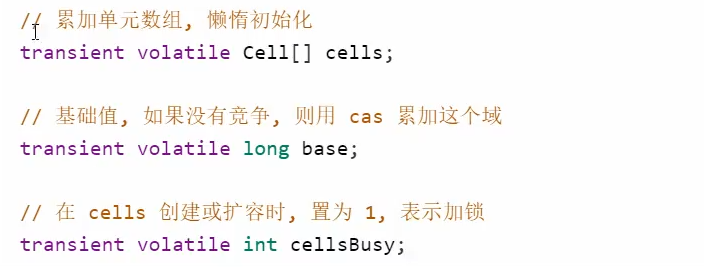 // 累加单元数组, 懒惰初始化
transient volatile Cell[] cells;
// 基础值, 如果没有竞争, 则用 cas 累加这个域
transient volatile long base;
// 在 cells 创建或扩容时, 置为 1, 表示加锁
transient volatile int cellsBusy;